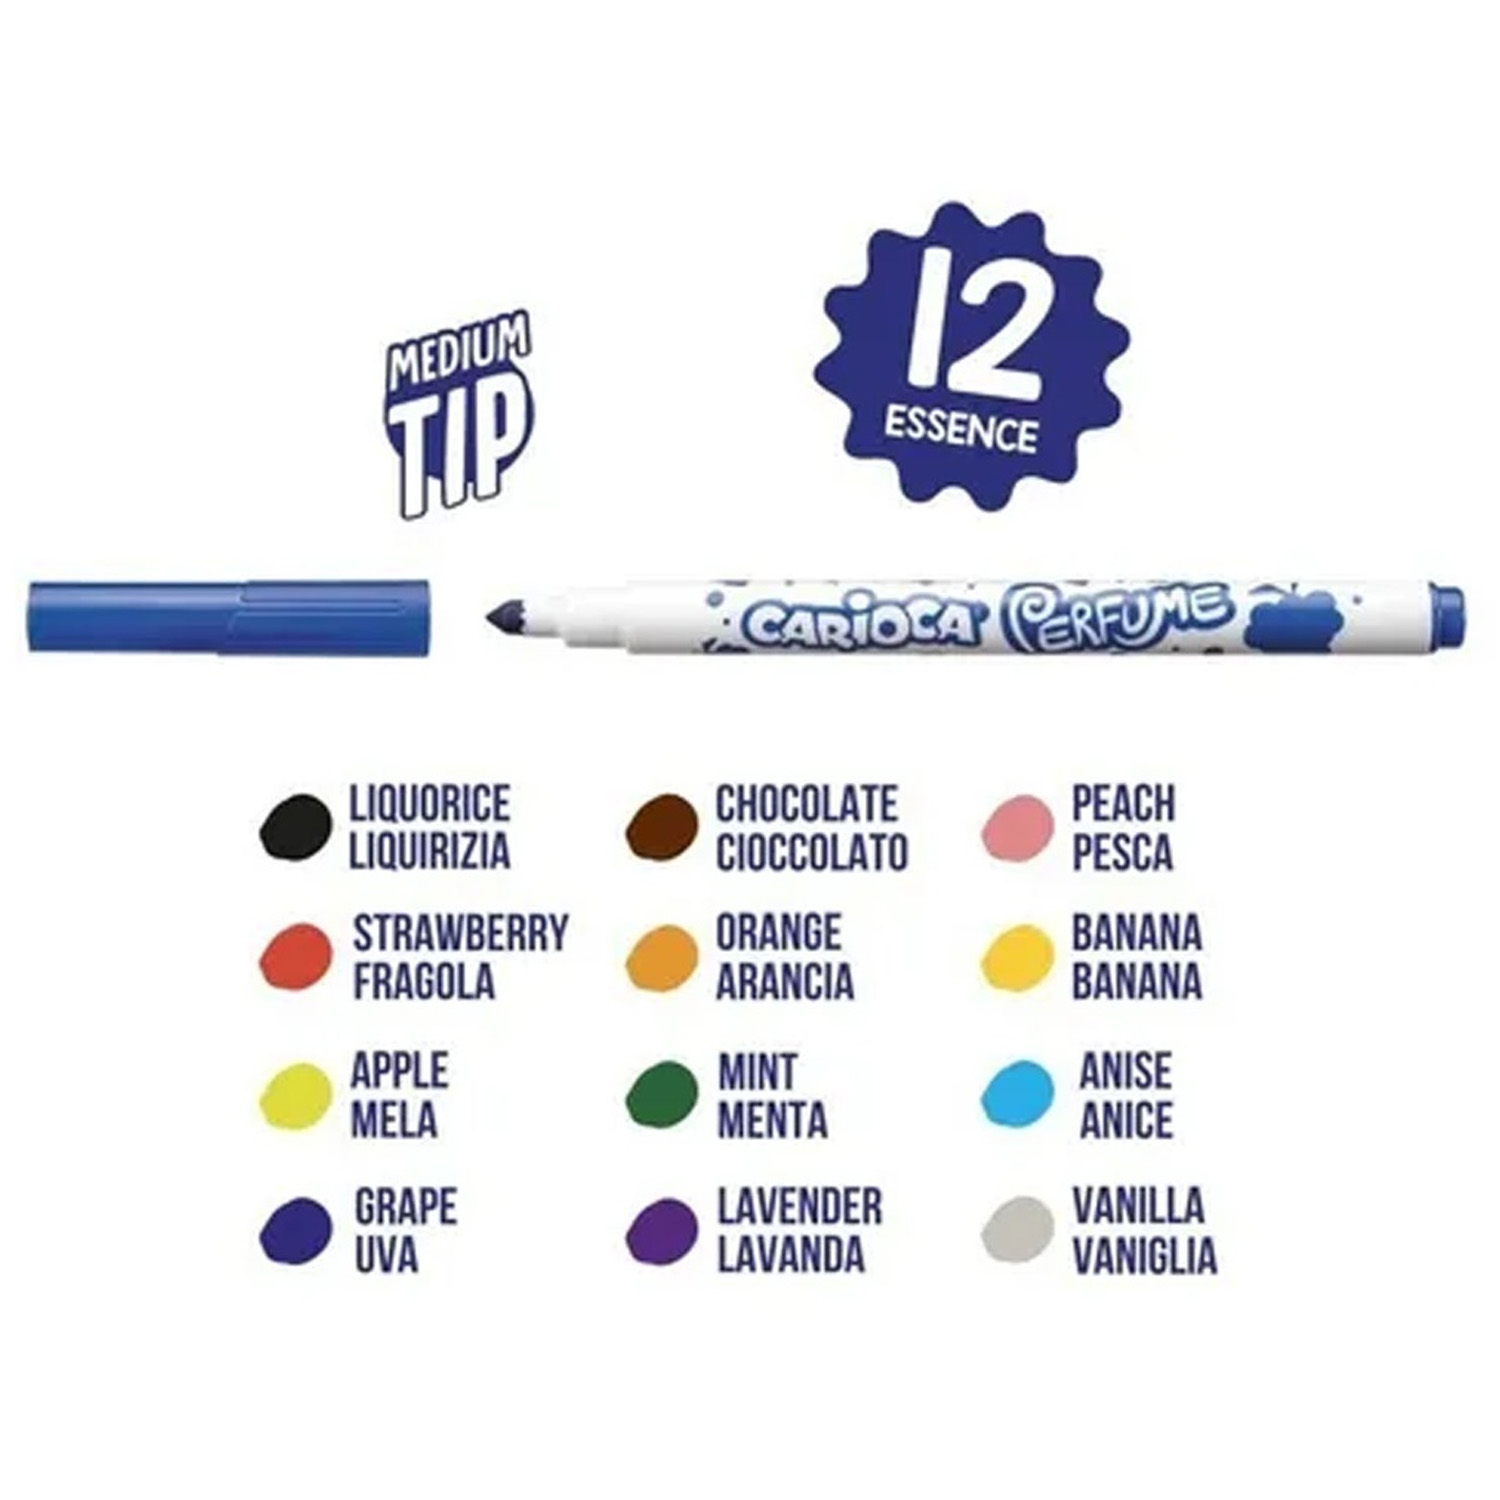 MEDIUM
TIP
12
ESSENCE
CARIOCA PERFUME
LIQUORICE
LIQUIRIZIA
CHOCOLATE
CIOCCOLATO
PEACH
PESCA
STRAWBERRY
FRAGOLA
ORANGE
ARANCIA
BANANA
BANANA
APPLE
MELA
MINT
MENTA
ANISE
ANICE
GRAPE
UVA
LAVENDER
LAVANDA
VANILLA
VANIGLIA